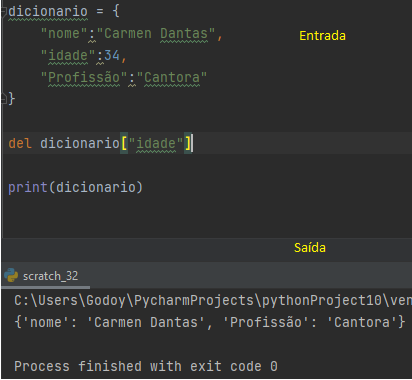 dicionario = {
"nome":"Carmen Dantas",
Entrada
"idade":34,
"Profissão":"Cantora"
}
del dicionario["idade"]
print(dicionario)
Saída
scratch_32
C:\Users\Godoy\PycharmProjects\pythonProject10\ven
{'nome': 'Carmen Dantas', 'Profissão': 'Cantora'}
Process finished with exit code 0